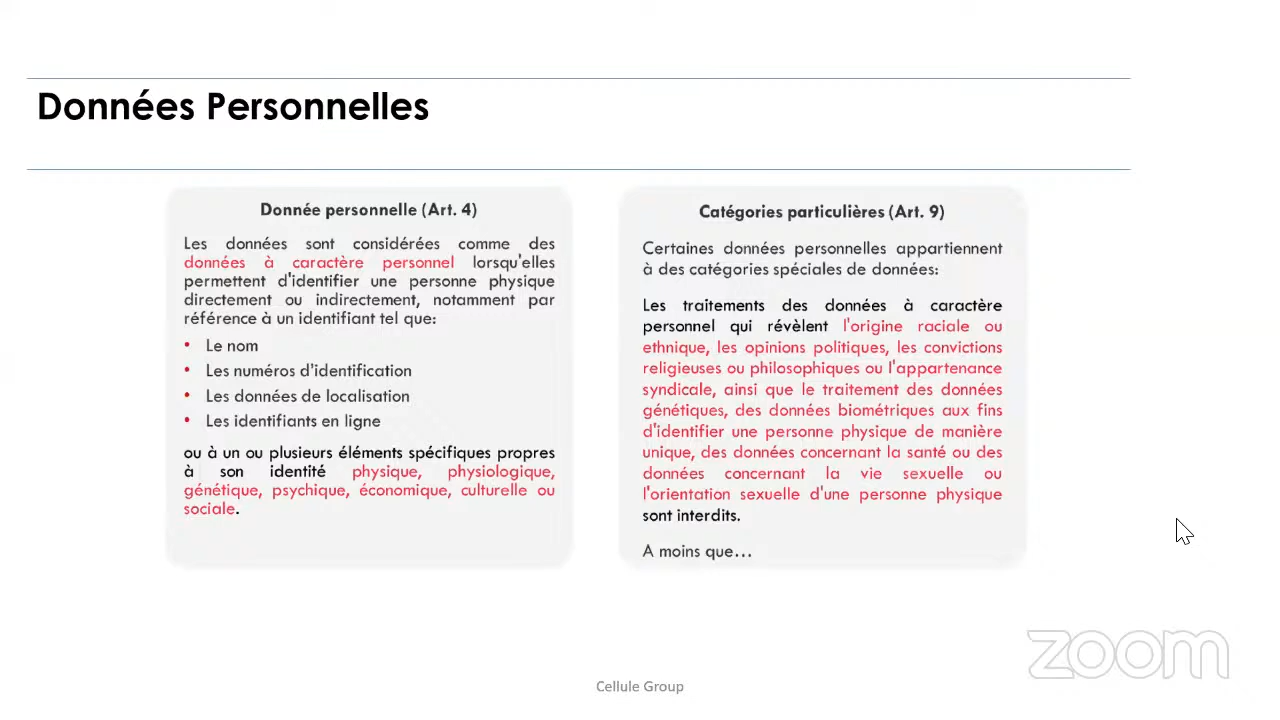 Données Personnelles
Donnée personnelle (Art. 4)
Les données sont considérées comme des
données à caractère personnel lorsqu'elles
permettent d'identifier une personne physique
directement ou indirectement, notamment par
référence à un identifiant tel que:
• Le nom
• Les numéros d'identification
• Les données de localisation
• Les identifiants en ligne
ou à un ou plusieurs éléments spécifiques propres
à son identité physique, physiologique,
génétique, psychique, économique, culturelle ou
sociale.
Catégories particulières (Art. 9)
Certaines données personnelles appartiennent
à des catégories spéciales de données:
Les traitements des données à caractère
personnel qui révèlent l'origine raciale ou
ethnique, les opinions politiques, les convictions
religieuses ou philosophiques ou l'appartenance
syndicale, ainsi que le traitement des données
génétiques, des données biométriques aux fins
d'identifier une personne physique de manière
unique, des données concernant la santé ou des
données concernant la vie sexuelle ou
l'orientation sexuelle d'une personne physique
sont interdits.
A moins que…
zoom
Cellule Group